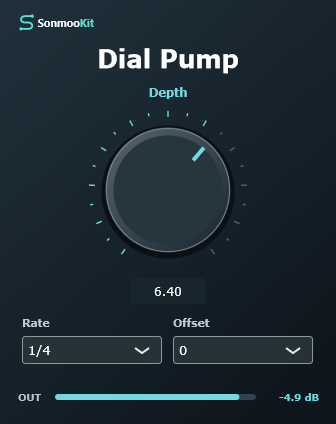 SonmooKit
Dial Pump
Depth
6.40
Rate
Offset
1/4
0
OUT
-4.9 dB